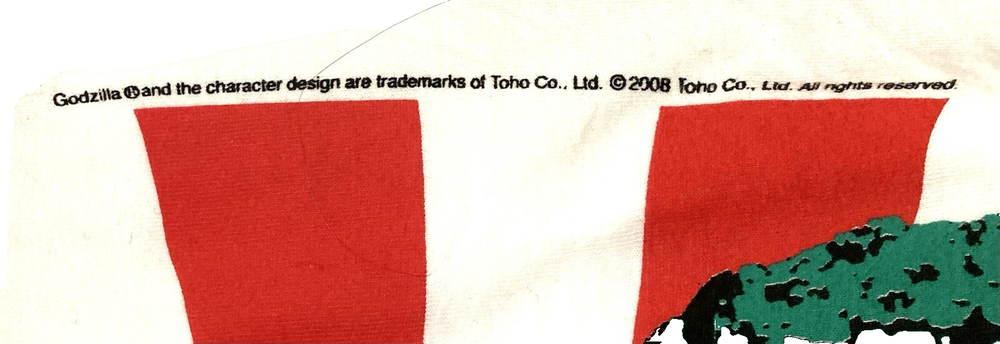 Godzilla ® and the character design are trademarks of Toho Co., Ltd. © 2008 Toho Co., Ltd. All rights reserved.